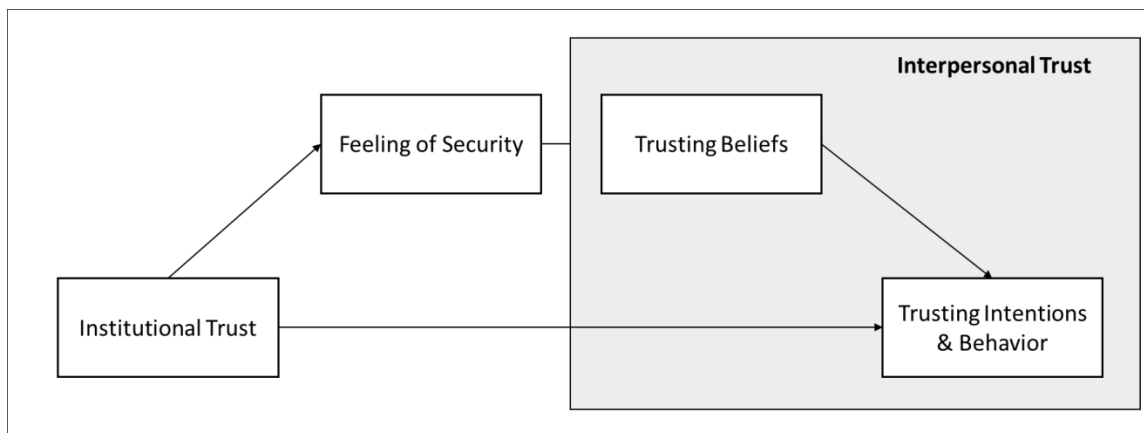 Interpersonal Trust
Feeling of Security
Trusting Beliefs
Institutional Trust
Trusting Intentions
& Behavior